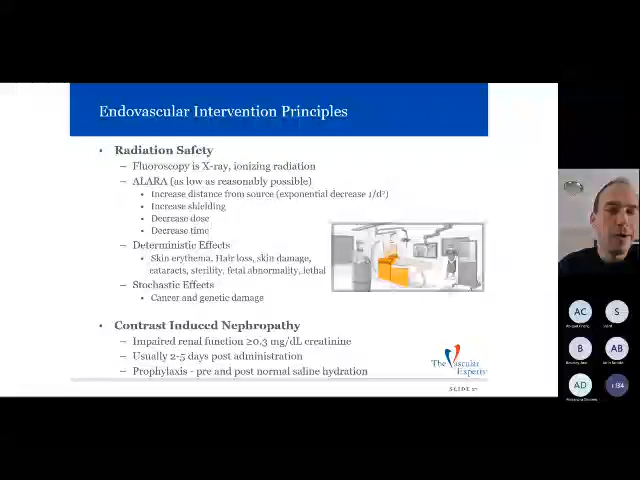 Endovascular Intervention Principles
• Radiation Safety
– Fluoroscopy is X-ray, ionizing radiation
– ALARA (as low as reasonably possible)
• Increase distance from source (exponential decrease 1/d²)
• Increase shielding
• Decrease dose
• Decrease time
– Deterministic Effects
• Skin erythema, Hair loss, skin damage,
cataracts, sterility, fetal abnormality, lethal
– Stochastic Effects
• Cancer and genetic damage
• Contrast Induced Nephropathy
– Impaired renal function ≥0.3 mg/dL creatinine
– Usually 2-5 days post administration
– Prophylaxis - pre and post normal saline hydration
The Vascular
Experts
SLIDE
AC
S
B
AB
AD